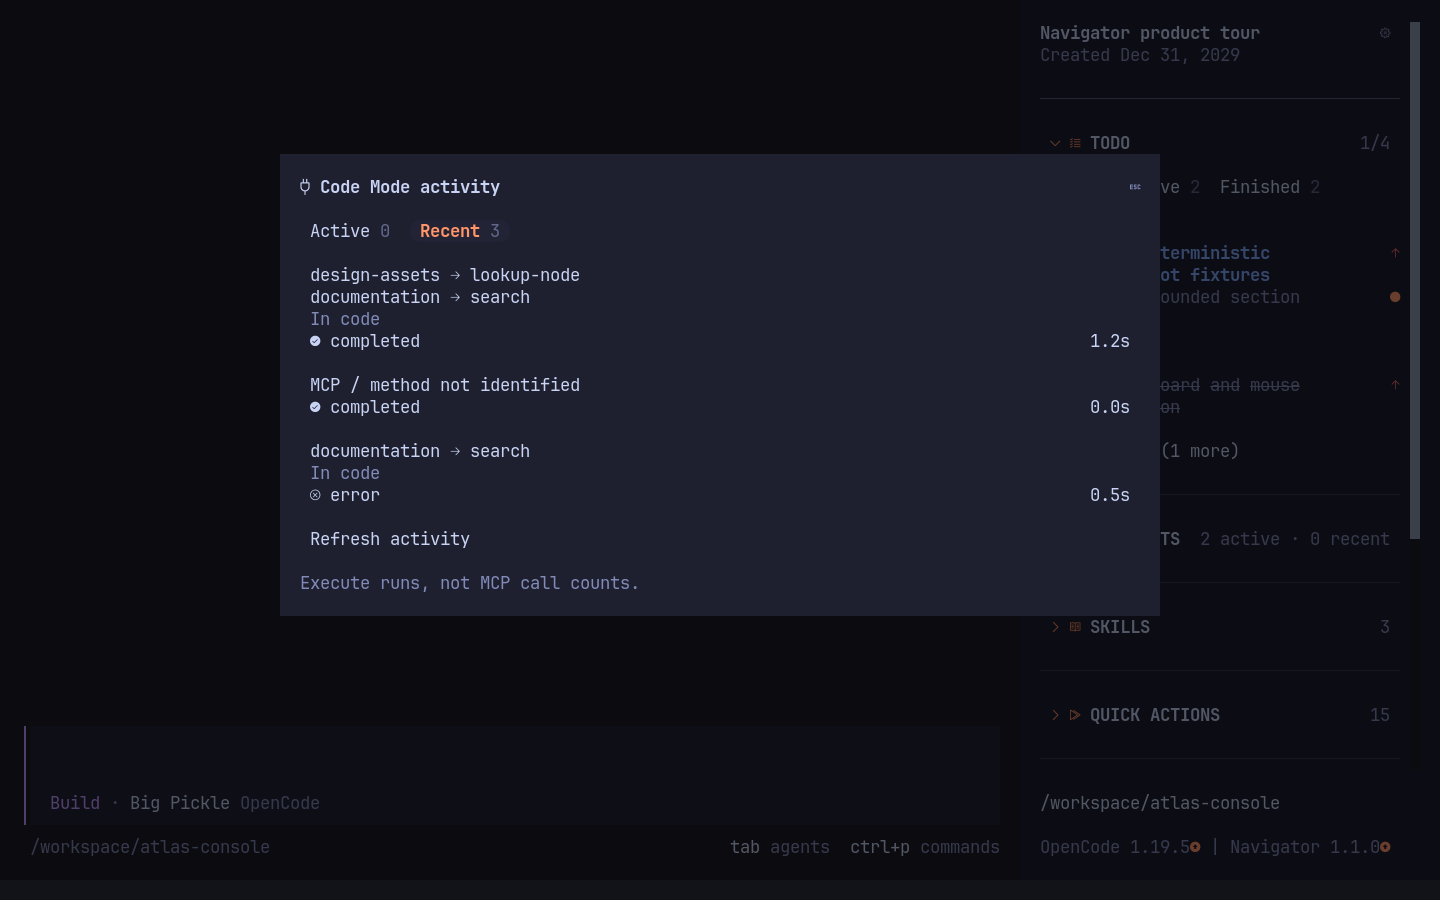 Navigator product tour
Created Dec 31, 2029
TODO 1/4
Code Mode activity esc
ve 2 Finished 2
Active 0 Recent 3
terministic ↑
design-assets → lookup-node
ot fixtures
documentation → search
ounded section
In code
completed 1.2s
MCP / method not identified
oard and mouse ↑
completed 0.0s
on
documentation → search
(1 more)
In code
error 0.5s
Refresh activity
TS 2 active · 0 recent
Execute runs, not MCP call counts.
SKILLS 3
QUICK ACTIONS 15
Build · Big Pickle OpenCode
/workspace/atlas-console
/workspace/atlas-console
tab agents ctrl+p commands
OpenCode 1.19.5 | Navigator 1.1.0